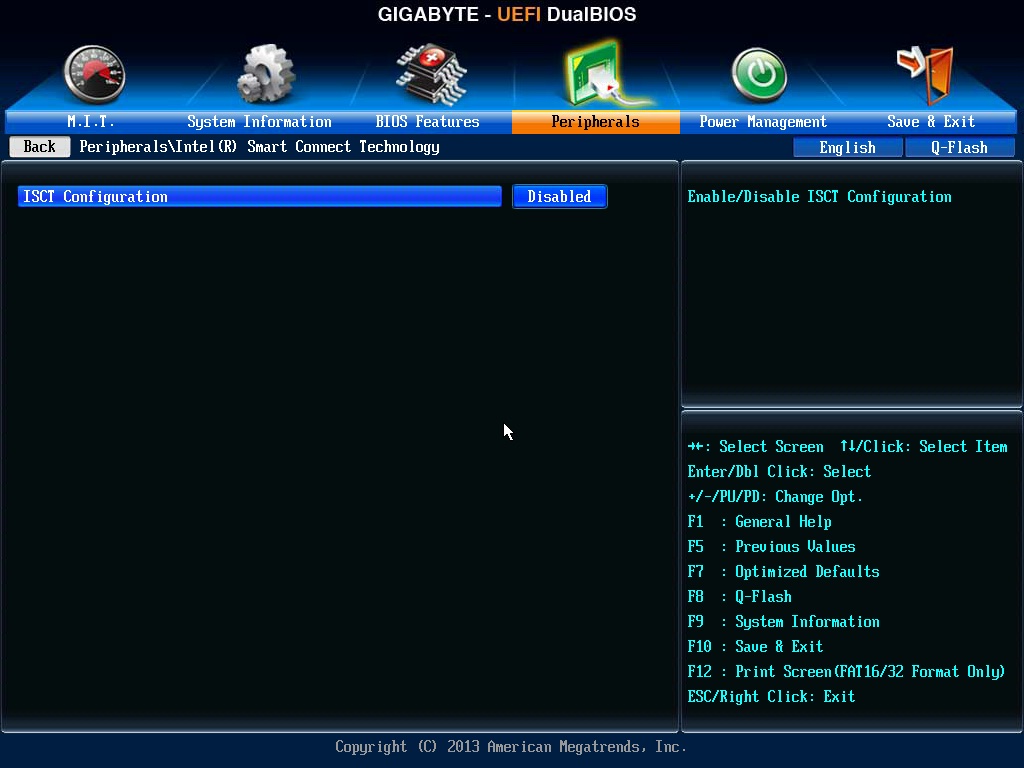 GIGABYTE - UEFI DualBIOS
M.I.T. System Information BIOS Features Peripherals Power Management Save & Exit
Back Peripherals\Intel(R) Smart Connect Technology English Q-Flash
ISCT Configuration Disabled
Enable/Disable ISCT Configuration
→←: Select Screen ↑↓/Click: Select Item
Enter/Dbl Click: Select
+/-/PU/PD: Change Opt.
F1 : General Help
F5 : Previous Values
F7 : Optimized Defaults
F8 : Q-Flash
F9 : System Information
F10 : Save & Exit
F12 : Print Screen(FAT16/32 Format Only)
ESC/Right Click: Exit
Copyright (C) 2013 American Megatrends, Inc.